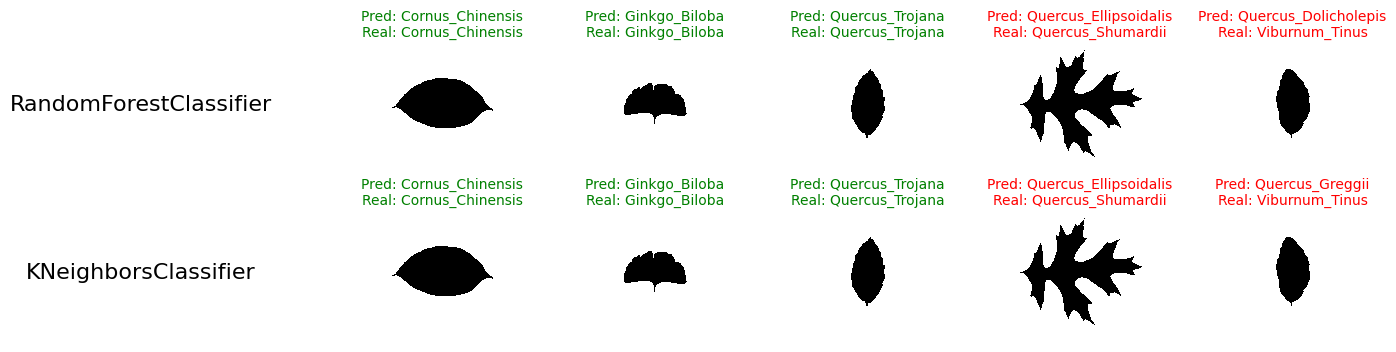 Pred: Cornus_Chinensis
Real: Cornus_Chinensis
Pred: Ginkgo_Biloba
Real: Ginkgo_Biloba
Pred: Quercus_Trojana
Real: Quercus_Trojana
Pred: Quercus_Ellipsoidalis
Real: Quercus_Shumardii
Pred: Quercus_Dolicholepis
Real: Viburnum_Tinus
RandomForestClassifier
Pred: Cornus_Chinensis
Real: Cornus_Chinensis
Pred: Ginkgo_Biloba
Real: Ginkgo_Biloba
Pred: Quercus_Trojana
Real: Quercus_Trojana
Pred: Quercus_Ellipsoidalis
Real: Quercus_Shumardii
Pred: Quercus_Greggii
Real: Viburnum_Tinus
KNeighborsClassifier